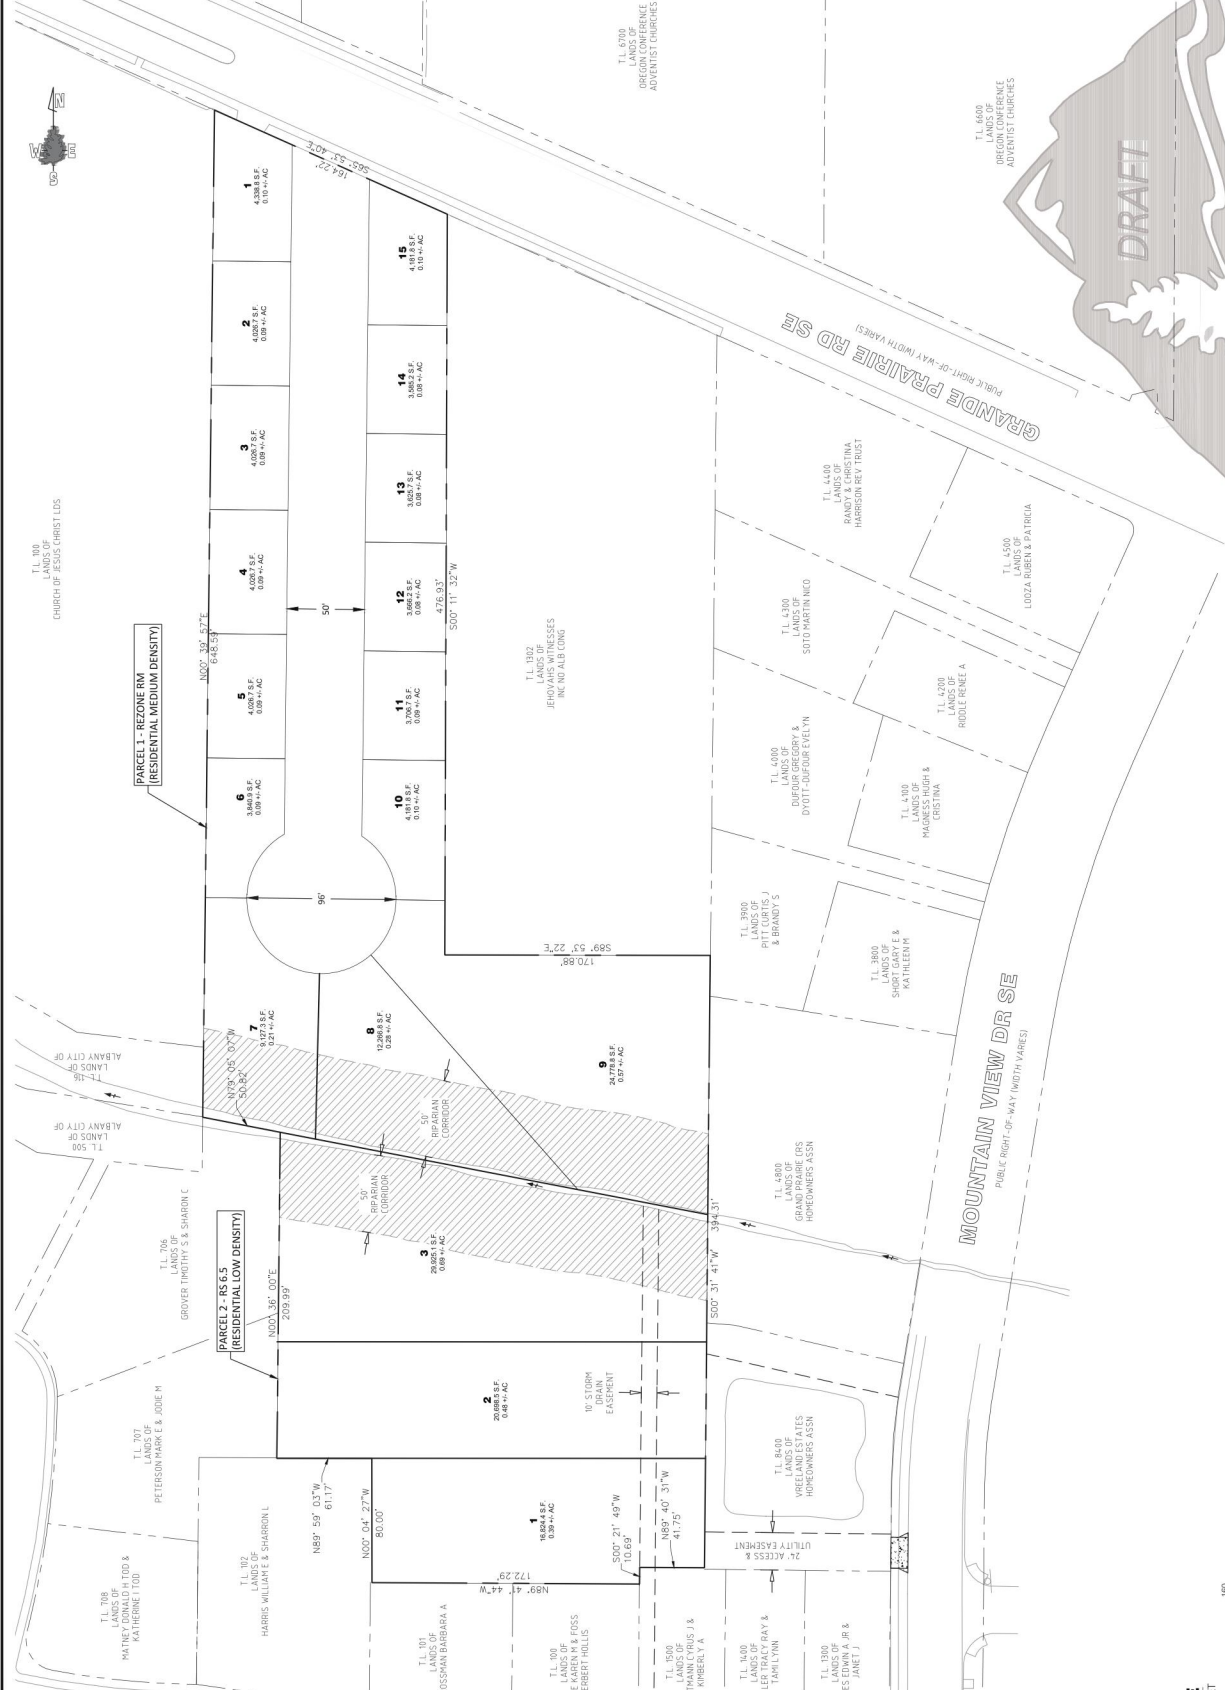 T.L. 6700
LANDS OF
OREGON CONFERENCE
ADVENTIST CHURCHES
T.L. 6600
LANDS OF
OREGON CONFERENCE
ADVENTIST CHURCHES
DRAFT
N
W
E
S
T.L. 100
LANDS OF
CHURCH OF JESUS CHRIST LDS
PARCEL 1 - REZONE RM
(RESIDENTIAL MEDIUM DENSITY)
N00° 39' 57"E
648.59'
S65° 53' 40"E
164.22'
1
4,338.8 S.F.
0.10 +/- AC
2
4,026.7 S.F.
0.09 +/- AC
3
4,026.7 S.F.
0.09 +/- AC
4
4,026.7 S.F.
0.09 +/- AC
5
4,026.7 S.F.
0.09 +/- AC
6
3,840.9 S.F.
0.09 +/- AC
50'
96'
15
4,181.8 S.F.
0.10 +/- AC
14
3,585.2 S.F.
0.08 +/- AC
13
3,625.7 S.F.
0.08 +/- AC
12
3,666.2 S.F.
0.08 +/- AC
11
3,706.7 S.F.
0.09 +/- AC
10
4,181.8 S.F.
0.10 +/- AC
476.93'
S00° 11' 32"W
T.L. 1302
LANDS OF
JEHOVAHS WITNESSES
INC NO ALB CONG
S89° 53' 22"E
170.88'
GRANDE PRAIRIE RD SE
PUBLIC RIGHT-OF-WAY (WIDTH VARIES)
T.L. 4400
LANDS OF
RANDY & CHRISTINA
HARRISON REV TRUST
T.L. 4500
LANDS OF
LOOZA RUBEN & PATRICIA
T.L. 4300
LANDS OF
SOTO MARTIN NICO
T.L. 4200
LANDS OF
RIDDLE RENEE A
T.L. 4000
LANDS OF
DUFOUR GREGORY &
DYOTT-DUFOUR EVELYN
T.L. 4100
LANDS OF
MAGNESS HUGH &
CRISTINA
T.L. 3900
LANDS OF
PITT CURTIS J
& BRANDY S
T.L. 3800
LANDS OF
SHORT GARY E &
KATHLEEN M
MOUNTAIN VIEW DR SE
PUBLIC RIGHT-OF-WAY (WIDTH VARIES)
T.L. 116
LANDS OF
ALBANY CITY OF
T.L. 500
LANDS OF
ALBANY CITY OF
7
9,127.3 S.F.
0.21 +/- AC
N79° 05' 07"W
50.82'
8
12,266.8 S.F.
0.28 +/- AC
9
24,778.8 S.F.
0.57 +/- AC
50'
RIPARIAN
CORRIDOR
50'
RIPARIAN
CORRIDOR
T.L. 4800
LANDS OF
GRAND PRAIRIE CRS
HOMEOWNERS ASSN
T.L. 706
LANDS OF
GROVER TIMOTHY S & SHARON C
PARCEL 2 - RS 6.5
(RESIDENTIAL LOW DENSITY)
N00° 36' 00"E
209.99'
3
29,925.1 S.F.
0.69 +/- AC
S00° 31' 41"W
394.31'
2
20,698.5 S.F.
0.48 +/- AC
10' STORM
DRAIN
EASEMENT
T.L. 707
LANDS OF
PETERSON MARK E & JODIE M
N89° 59' 03"W
61.17'
N00° 04' 27"W
80.00'
1
16,824.4 S.F.
0.39 +/- AC
N89° 41' 44"W
172.29'
S00° 21' 49"W
10.69'
N89° 40' 31"W
41.75'
T.L. 8400
LANDS OF
VREELAND ESTATES
HOMEOWNERS ASSN
24' ACCESS &
UTILITY EASEMENT
T.L. 708
LANDS OF
MATNEY DONALD H TOD &
KATHERINE I TOD
T.L. 102
LANDS OF
HARRIS WILLIAM E & SHARRON L
T.L. 101
LANDS OF
OSSMAN BARBARA A
T.L. 100
LANDS OF
E KAREN M & FOSS
ERBERT HOLLIS
T.L. 1500
LANDS OF
TMANN CYRUS J &
KIMBERLY A
T.L. 1400
LANDS OF
LER TRACY RAY &
TAMI LYNN
T.L. 1300
LANDS OF
ES EDWIN A JR &
JANET J
160